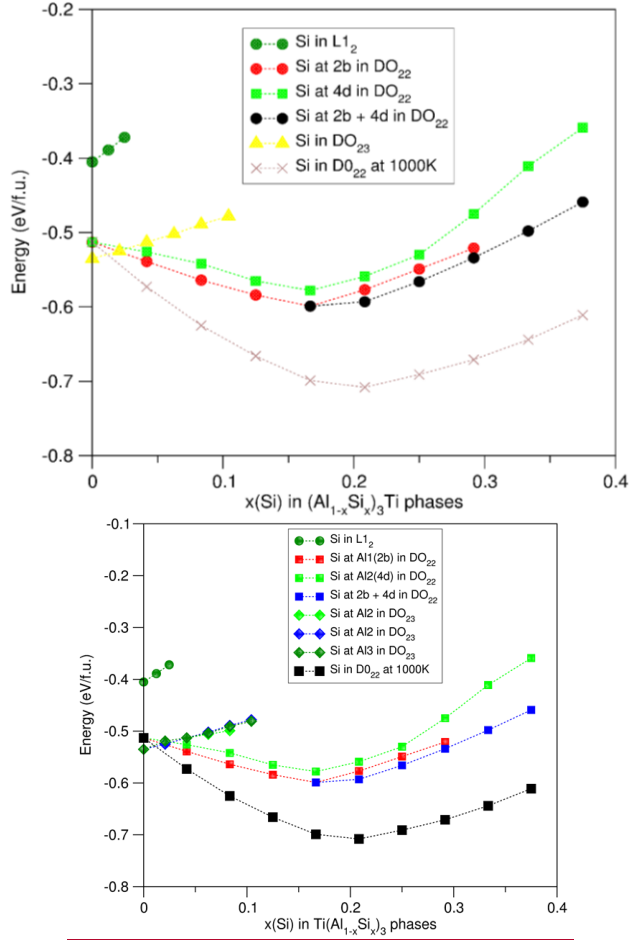 -0.2
-0.3
-0.4
-0.5
-0.6
-0.7
-0.8
Energy (eV/f.u.)
Si in L1₂
Si at 2b in DO₂₂
Si at 4d in DO₂₂
Si at 2b + 4d in DO₂₂
Si in DO₂₃
Si in D0₂₂ at 1000K
0 0.1 0.2 0.3 0.4
x(Si) in (Al₁₋ₓSiₓ)₃Ti phases
-0.1
-0.2
-0.3
-0.4
-0.5
-0.6
-0.7
-0.8
Energy (eV/f.u.)
Si in L1₂
Si at Al1(2b) in DO₂₂
Si at Al2(4d) in DO₂₂
Si at 2b + 4d in DO₂₂
Si at Al2 in DO₂₃
Si at Al2 in DO₂₃
Si at Al3 in DO₂₃
Si in D0₂₂ at 1000K
0 0.1 0.2 0.3 0.4
x(Si) in Ti(Al₁₋ₓSiₓ)₃ phases